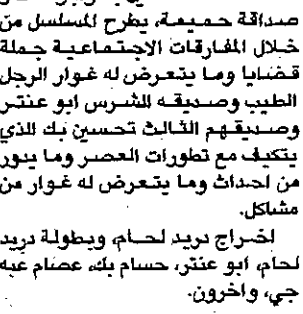 صداقة حميمة، يطرح المسلسل من
خلال المفارقات الاجتماعية جملة
قضايا وما يتعرض له غوار الرجل
الطيب وصديقه الشرس ابو عنتر
وصديقهم الثالث تحسين بك الذي
يتكيف مع تطورات العصر وما يدور
من احداث وما يتعرض له غوار من
مشاكل.
اخراج دريد لحام، وبطولة دريد
لحام، ابو عنتر، حسام بك، عصام عبه
جي، واخرون.